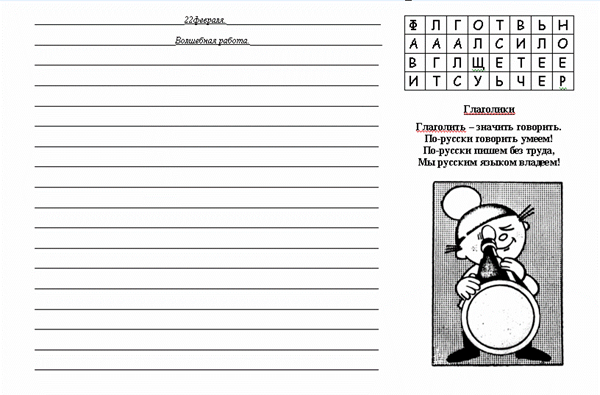 22февраля.
Волшебная работа.
Ф Л Г О Т В Ь Н
А А А Л С И Л О
В Г Л Щ Е Т Е Е
И Т С У Ь Ч Е Р
Глаголики
Глаголить – значить говорить.
По-русски говорить умеем!
По-русски пишем без труда,
Мы русским языком владеем!